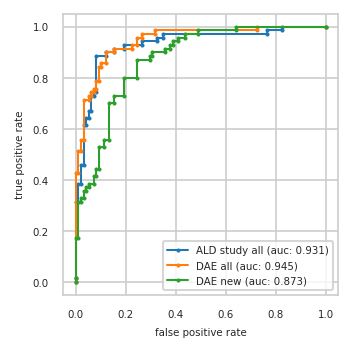 1.0
0.8
0.6
0.4
0.2
0.0
true positive rate
ALD study all (auc: 0.931)
DAE all (auc: 0.945)
DAE new (auc: 0.873)
0.0 0.2 0.4 0.6 0.8 1.0
false positive rate